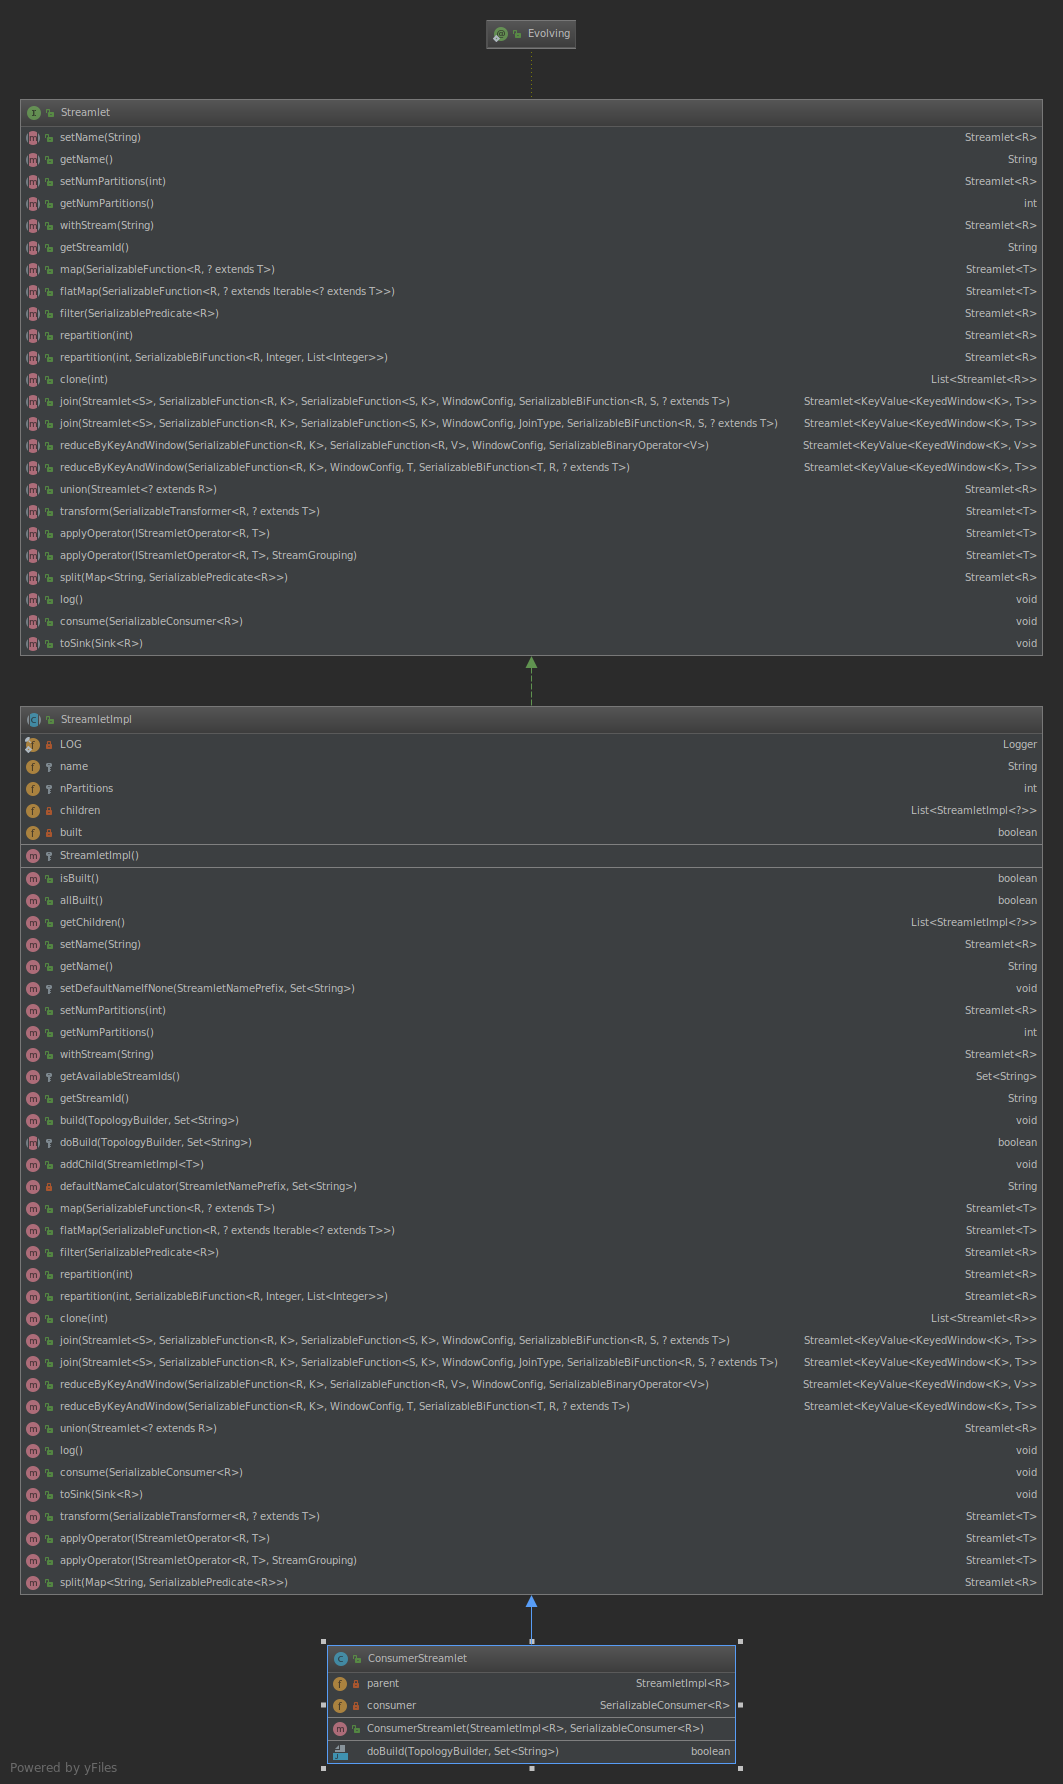 Evolving
Streamlet
setName(String) Streamlet<R>
getName() String
setNumPartitions(int) Streamlet<R>
getNumPartitions() int
withStream(String) Streamlet<R>
getStreamId() String
map(SerializableFunction<R, ? extends T>) Streamlet<T>
flatMap(SerializableFunction<R, ? extends Iterable<? extends T>>) Streamlet<T>
filter(SerializablePredicate<R>) Streamlet<R>
repartition(int) Streamlet<R>
repartition(int, SerializableBiFunction<R, Integer, List<Integer>>) Streamlet<R>
clone(int) List<Streamlet<R>>
join(Streamlet<S>, SerializableFunction<R, K>, SerializableFunction<S, K>, WindowConfig, SerializableBiFunction<R, S, ? extends T>) Streamlet<KeyValue<KeyedWindow<K>, T>>
join(Streamlet<S>, SerializableFunction<R, K>, SerializableFunction<S, K>, WindowConfig, JoinType, SerializableBiFunction<R, S, ? extends T>) Streamlet<KeyValue<KeyedWindow<K>, T>>
reduceByKeyAndWindow(SerializableFunction<R, K>, SerializableFunction<R, V>, WindowConfig, SerializableBinaryOperator<V>) Streamlet<KeyValue<KeyedWindow<K>, V>>
reduceByKeyAndWindow(SerializableFunction<R, K>, WindowConfig, T, SerializableBiFunction<T, R, ? extends T>) Streamlet<KeyValue<KeyedWindow<K>, T>>
union(Streamlet<? extends R>) Streamlet<R>
transform(SerializableTransformer<R, ? extends T>) Streamlet<T>
applyOperator(IStreamletOperator<R, T>) Streamlet<T>
applyOperator(IStreamletOperator<R, T>, StreamGrouping) Streamlet<T>
split(Map<String, SerializablePredicate<R>>) Streamlet<R>
log() void
consume(SerializableConsumer<R>) void
toSink(Sink<R>) void
StreamletImpl
LOG Logger
name String
nPartitions int
children List<StreamletImpl<?>>
built boolean
StreamletImpl()
isBuilt() boolean
allBuilt() boolean
getChildren() List<StreamletImpl<?>>
setName(String) Streamlet<R>
getName() String
setDefaultNameIfNone(StreamletNamePrefix, Set<String>) void
setNumPartitions(int) Streamlet<R>
getNumPartitions() int
withStream(String) Streamlet<R>
getAvailableStreamIds() Set<String>
getStreamId() String
build(TopologyBuilder, Set<String>) void
doBuild(TopologyBuilder, Set<String>) boolean
addChild(StreamletImpl<T>) void
defaultNameCalculator(StreamletNamePrefix, Set<String>) String
map(SerializableFunction<R, ? extends T>) Streamlet<T>
flatMap(SerializableFunction<R, ? extends Iterable<? extends T>>) Streamlet<T>
filter(SerializablePredicate<R>) Streamlet<R>
repartition(int) Streamlet<R>
repartition(int, SerializableBiFunction<R, Integer, List<Integer>>) Streamlet<R>
clone(int) List<Streamlet<R>>
join(Streamlet<S>, SerializableFunction<R, K>, SerializableFunction<S, K>, WindowConfig, SerializableBiFunction<R, S, ? extends T>) Streamlet<KeyValue<KeyedWindow<K>, T>>
join(Streamlet<S>, SerializableFunction<R, K>, SerializableFunction<S, K>, WindowConfig, JoinType, SerializableBiFunction<R, S, ? extends T>) Streamlet<KeyValue<KeyedWindow<K>, T>>
reduceByKeyAndWindow(SerializableFunction<R, K>, SerializableFunction<R, V>, WindowConfig, SerializableBinaryOperator<V>) Streamlet<KeyValue<KeyedWindow<K>, V>>
reduceByKeyAndWindow(SerializableFunction<R, K>, WindowConfig, T, SerializableBiFunction<T, R, ? extends T>) Streamlet<KeyValue<KeyedWindow<K>, T>>
union(Streamlet<? extends R>) Streamlet<R>
log() void
consume(SerializableConsumer<R>) void
toSink(Sink<R>) void
transform(SerializableTransformer<R, ? extends T>) Streamlet<T>
applyOperator(IStreamletOperator<R, T>) Streamlet<T>
applyOperator(IStreamletOperator<R, T>, StreamGrouping) Streamlet<T>
split(Map<String, SerializablePredicate<R>>) Streamlet<R>
ConsumerStreamlet
parent StreamletImpl<R>
consumer SerializableConsumer<R>
ConsumerStreamlet(StreamletImpl<R>, SerializableConsumer<R>)
doBuild(TopologyBuilder, Set<String>) boolean
Powered by yFiles